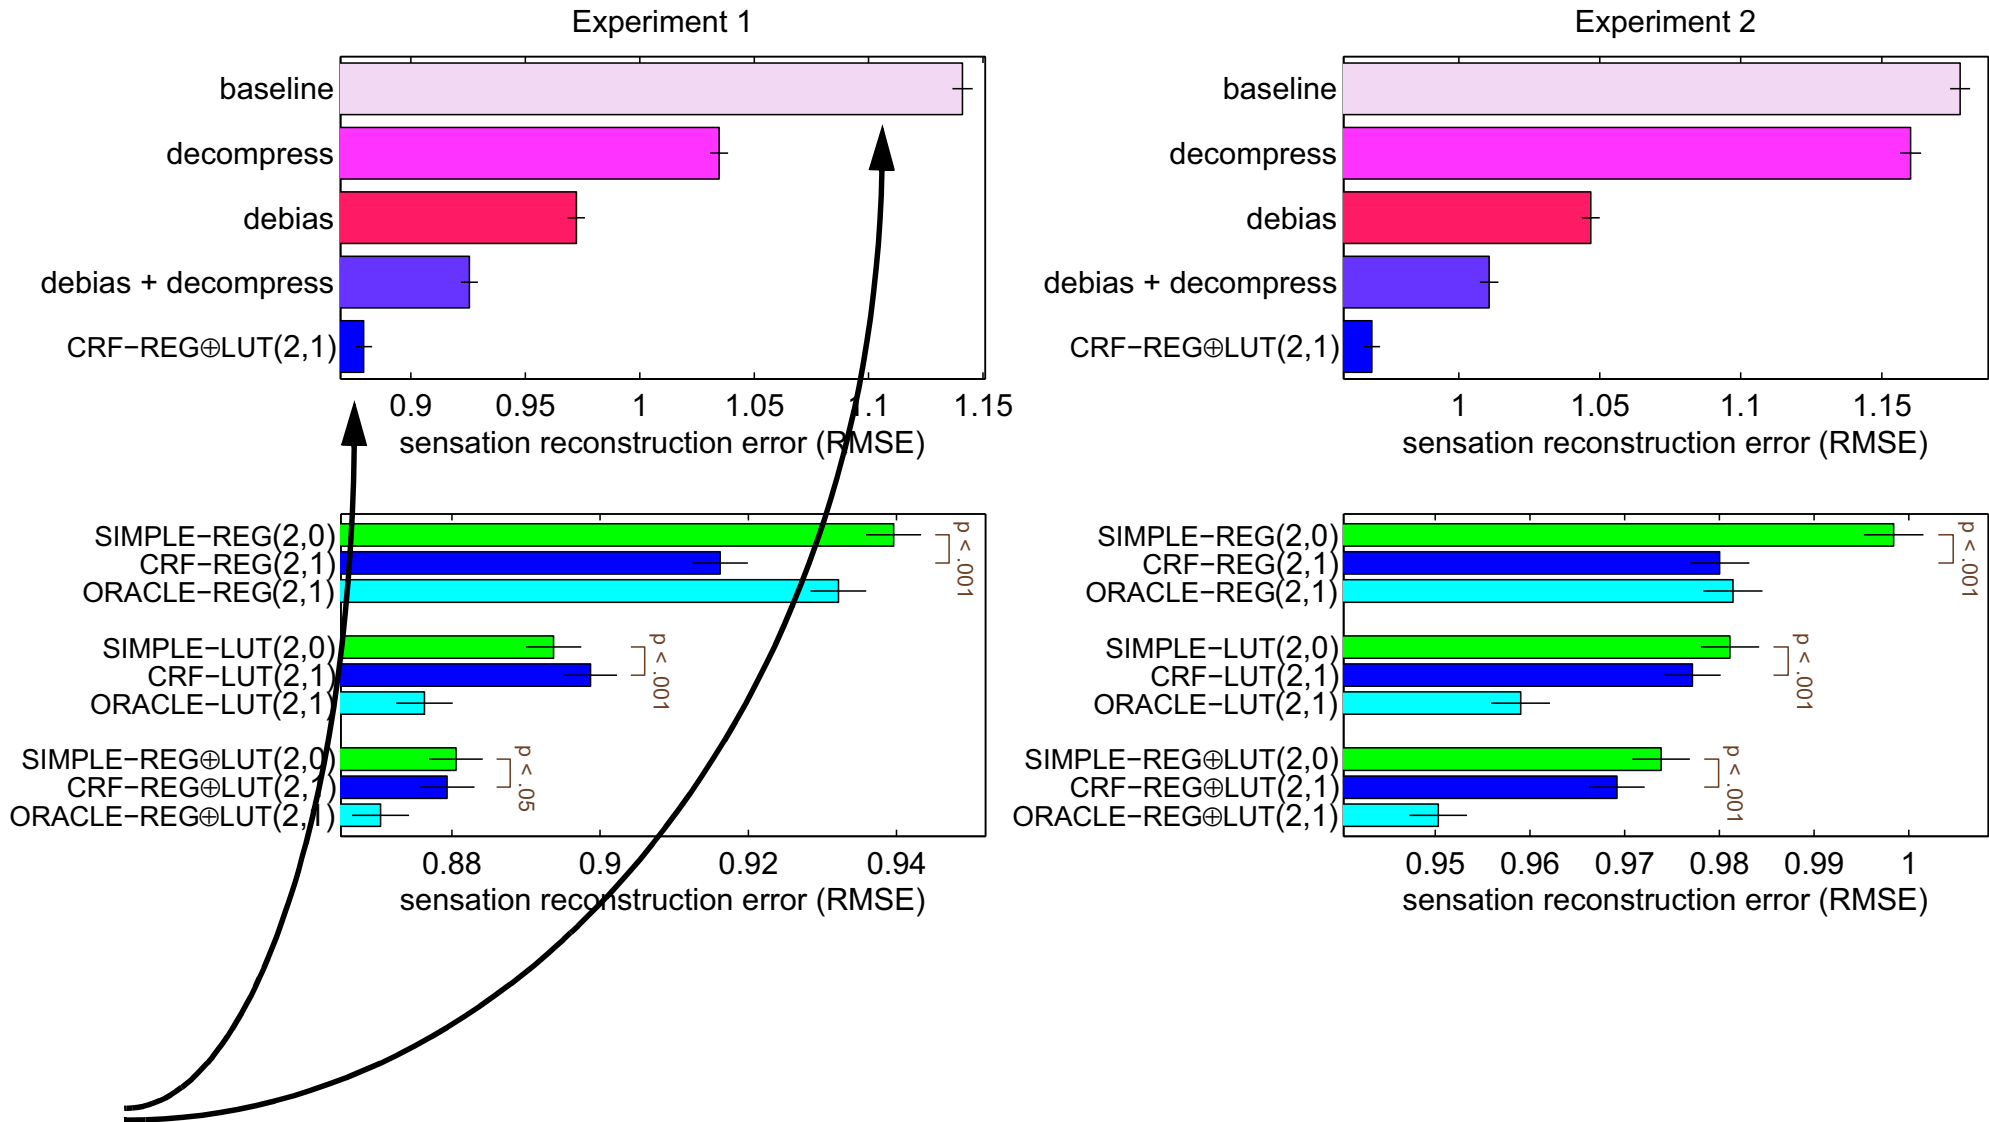 Experiment 1
baseline
decompress
debias
debias + decompress
CRF−REG⊕LUT(2,1)
0.9 0.95 1 1.05 1.1 1.15
sensation reconstruction error (RMSE)
SIMPLE−REG(2,0)
CRF−REG(2,1)
ORACLE−REG(2,1)
p < .001
SIMPLE−LUT(2,0)
CRF−LUT(2,1)
ORACLE−LUT(2,1)
p < .001
SIMPLE−REG⊕LUT(2,0)
CRF−REG⊕LUT(2,1)
ORACLE−REG⊕LUT(2,1)
p < .05
0.88 0.9 0.92 0.94
sensation reconstruction error (RMSE)
Experiment 2
baseline
decompress
debias
debias + decompress
CRF−REG⊕LUT(2,1)
1 1.05 1.1 1.15
sensation reconstruction error (RMSE)
SIMPLE−REG(2,0)
CRF−REG(2,1)
ORACLE−REG(2,1)
p < .001
SIMPLE−LUT(2,0)
CRF−LUT(2,1)
ORACLE−LUT(2,1)
p < .001
SIMPLE−REG⊕LUT(2,0)
CRF−REG⊕LUT(2,1)
ORACLE−REG⊕LUT(2,1)
p < .001
0.95 0.96 0.97 0.98 0.99 1
sensation reconstruction error (RMSE)